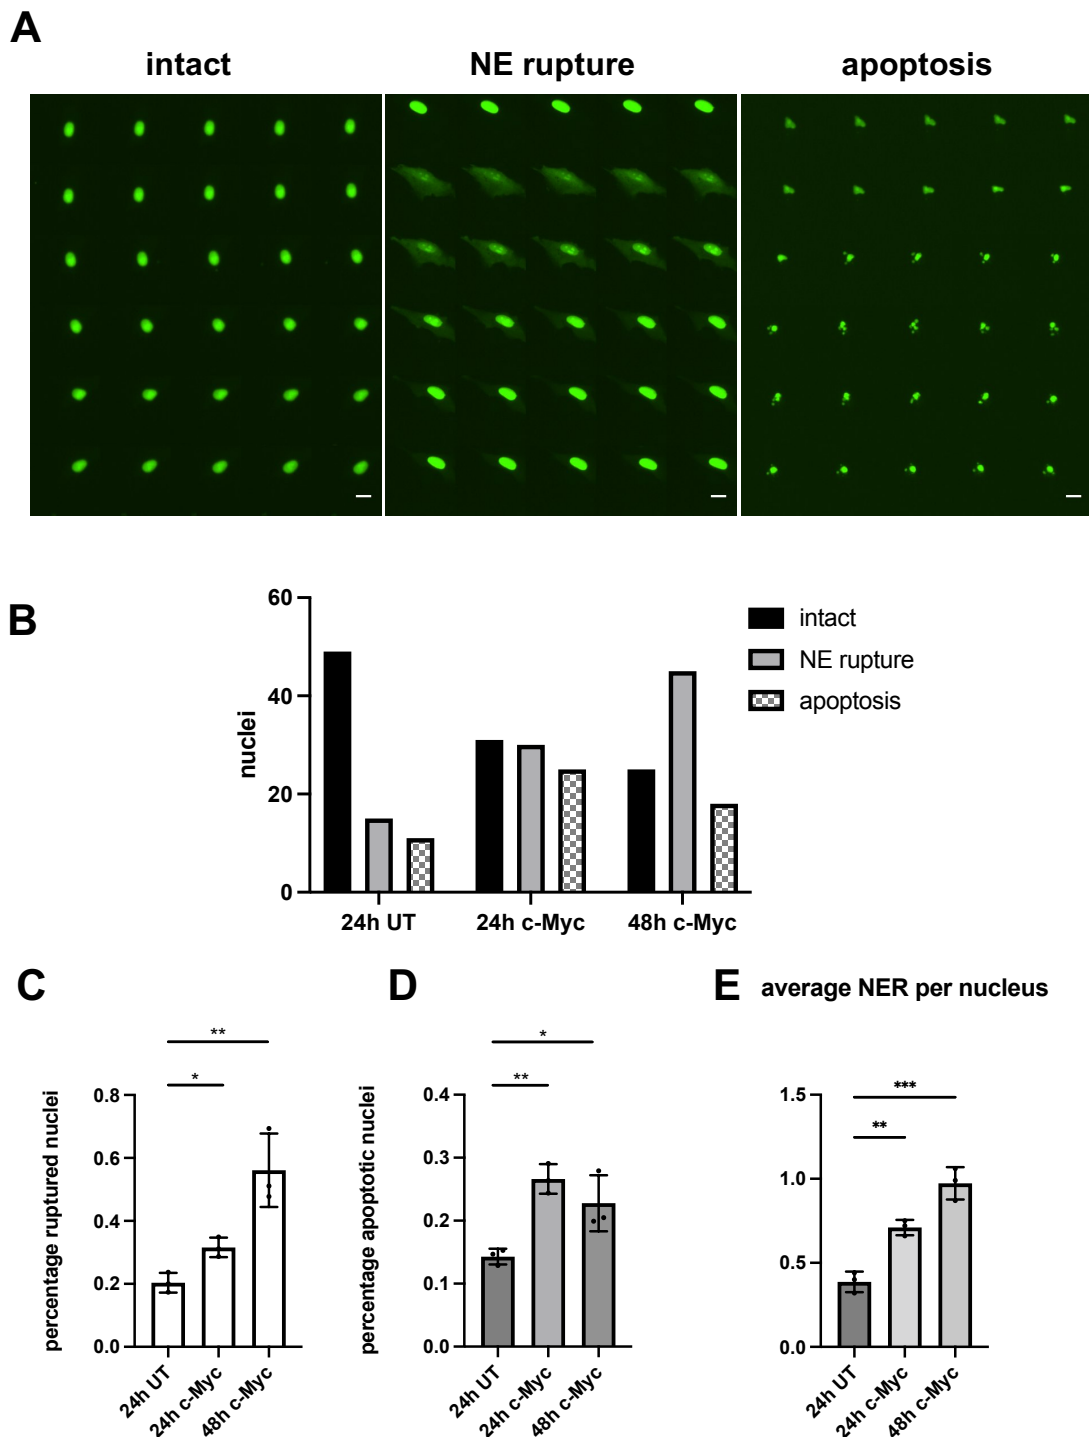 A
intact
NE rupture
apoptosis
B
60
40
20
0
nuclei
24h UT
24h c-Myc
48h c-Myc
intact
NE rupture
apoptosis
C
**
*
0.8
0.6
0.4
0.2
0.0
percentage ruptured nuclei
24h UT
24h c-Myc
48h c-Myc
D
*
**
0.4
0.3
0.2
0.1
0.0
percentage apoptotic nuclei
24h UT
24h c-Myc
48h c-Myc
E
average NER per nucleus
***
**
1.5
1.0
0.5
0.0
24h UT
24h c-Myc
48h c-Myc